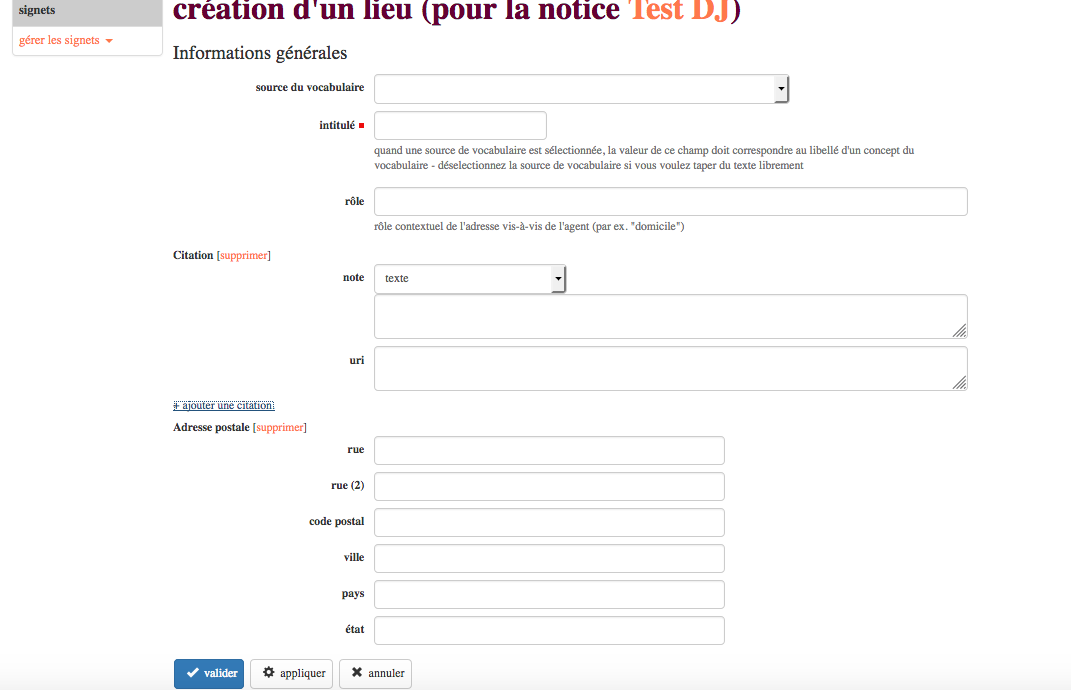 signets
gérer les signets
création d'un lieu (pour la notice Test DJ)
Informations générales
source du vocabulaire
intitulé
quand une source de vocabulaire est sélectionnée, la valeur de ce champ doit correspondre au libellé d'un concept du
vocabulaire - déselectionnez la source de vocabulaire si vous voulez taper du texte librement
rôle
rôle contextuel de l'adresse vis-à-vis de l'agent (par ex. "domicile")
Citation [supprimer]
note texte
uri
+ ajouter une citation:
Adresse postale [supprimer]
rue
rue (2)
code postal
ville
pays
état
valider appliquer annuler